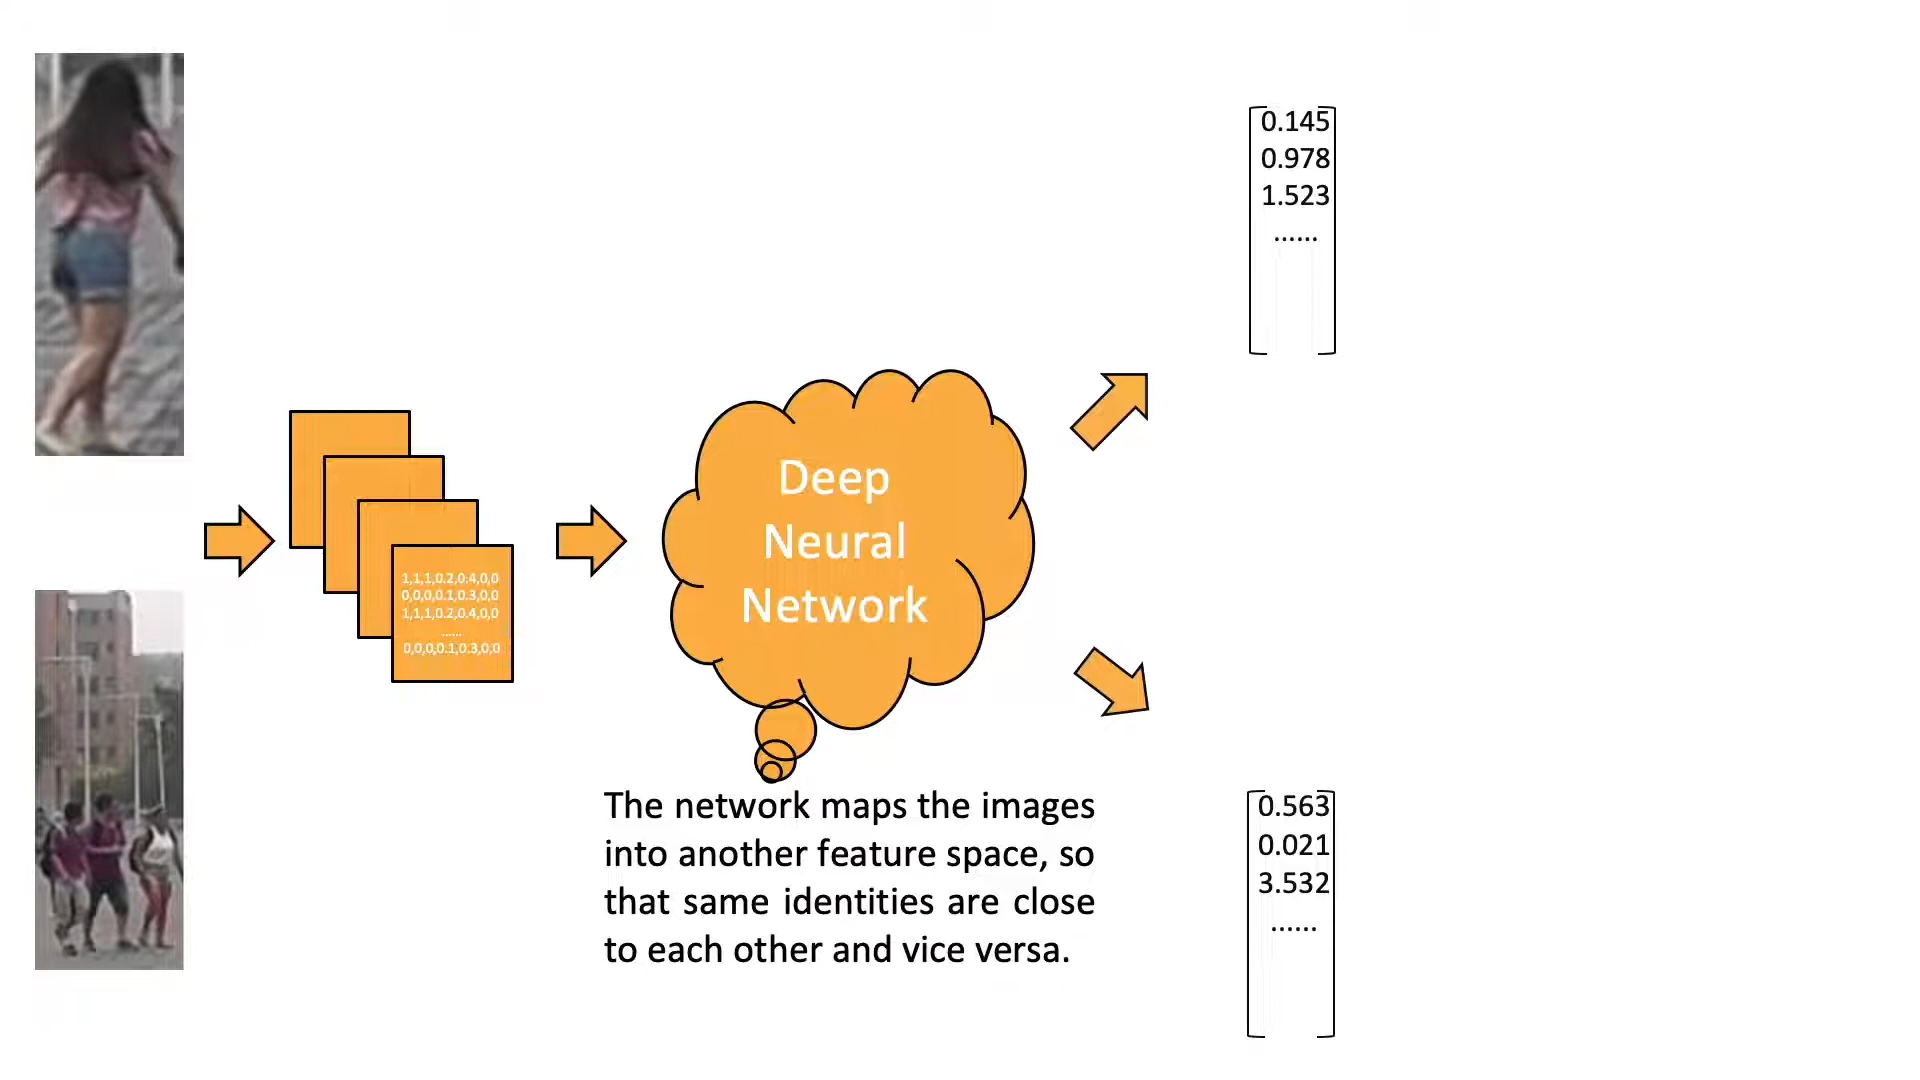 0.145
0.978
1.523
......
1,1,1,0.2,0.4,0,0
0,0,0,0.1,0.3,0,0
1,1,1,0.2,0.4,0,0
......
0,0,0,0.1,0.3,0,0
Deep
Neural
Network
The network maps the images
into another feature space, so
that same identities are close
to each other and vice versa.
0.563
0.021
3.532
......